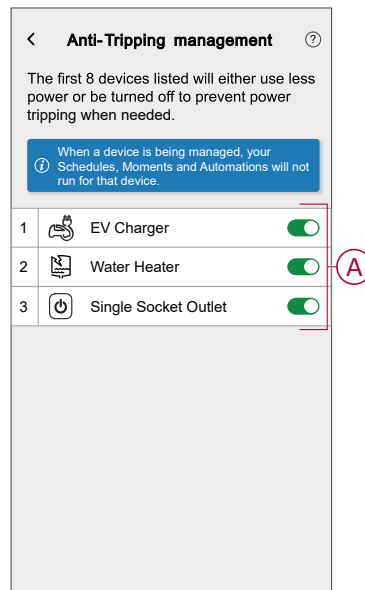 Anti-Tripping management ?
The first 8 devices listed will either use less
power or be turned off to prevent power
tripping when needed.
i When a device is being managed, your
Schedules, Moments and Automations will not
run for that device.
1 EV Charger
2 Water Heater
3 Single Socket Outlet
A